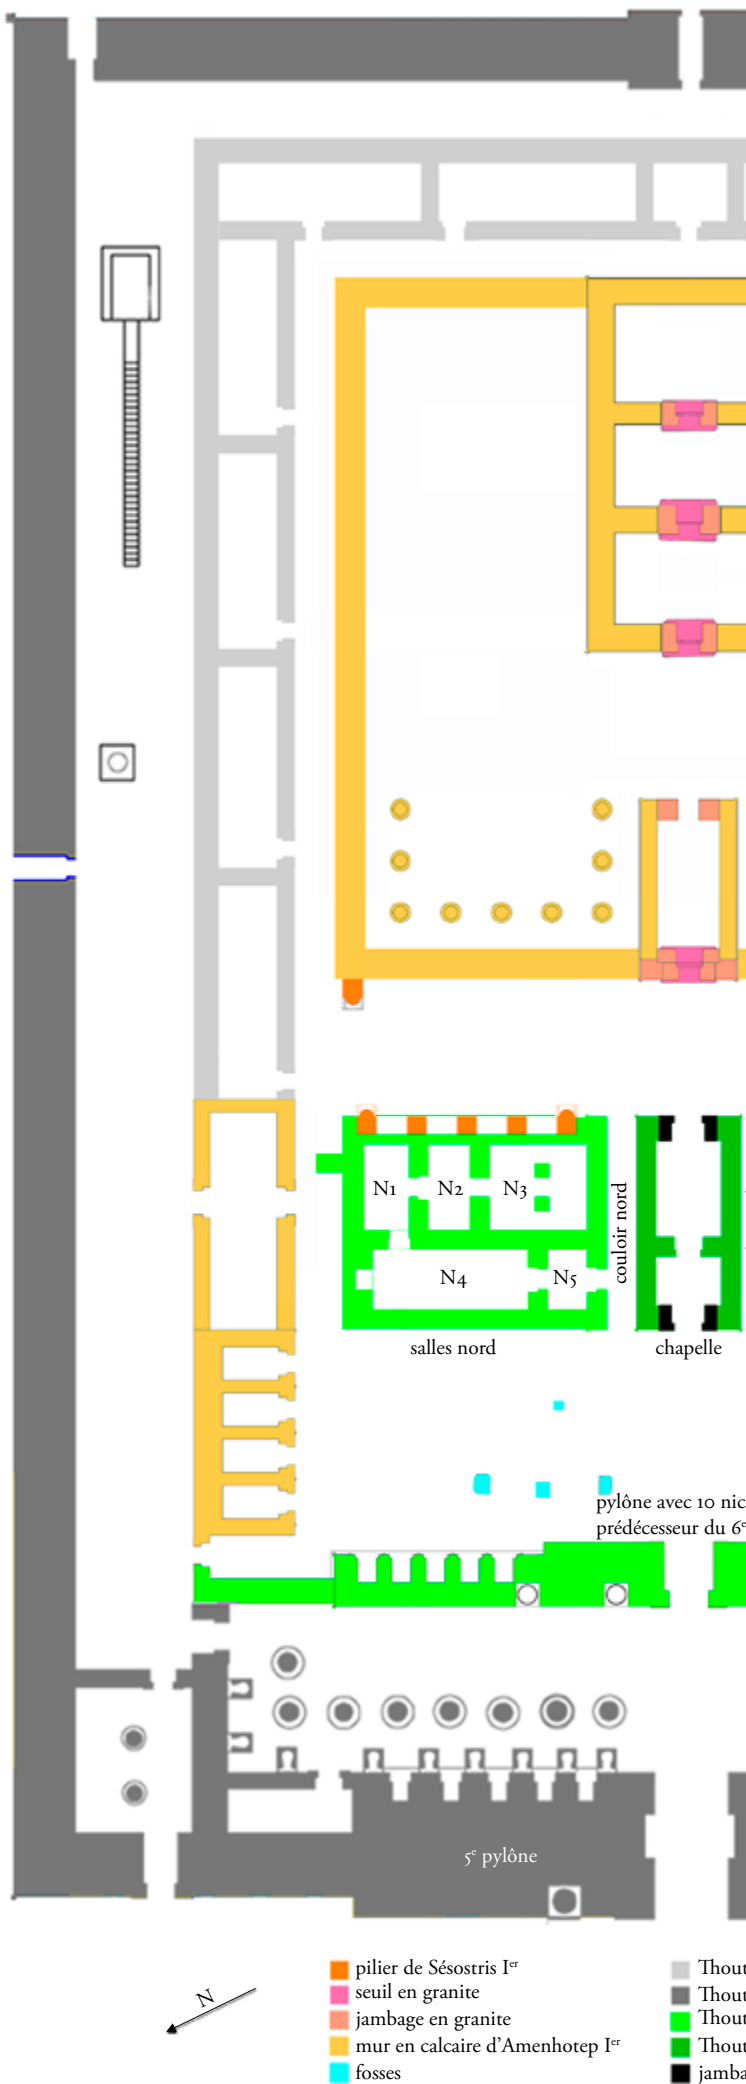 N1
N2
N3
couloir nord
N4
N5
salles nord
chapelle
pylône avec 10 nic
prédécesseur du 6e
5e pylône
N
pilier de Sésostris Ier
seuil en granite
jambage en granite
mur en calcaire d'Amenhotep Ier
fosses
Thout
Thout
Thout
Thout
jamba